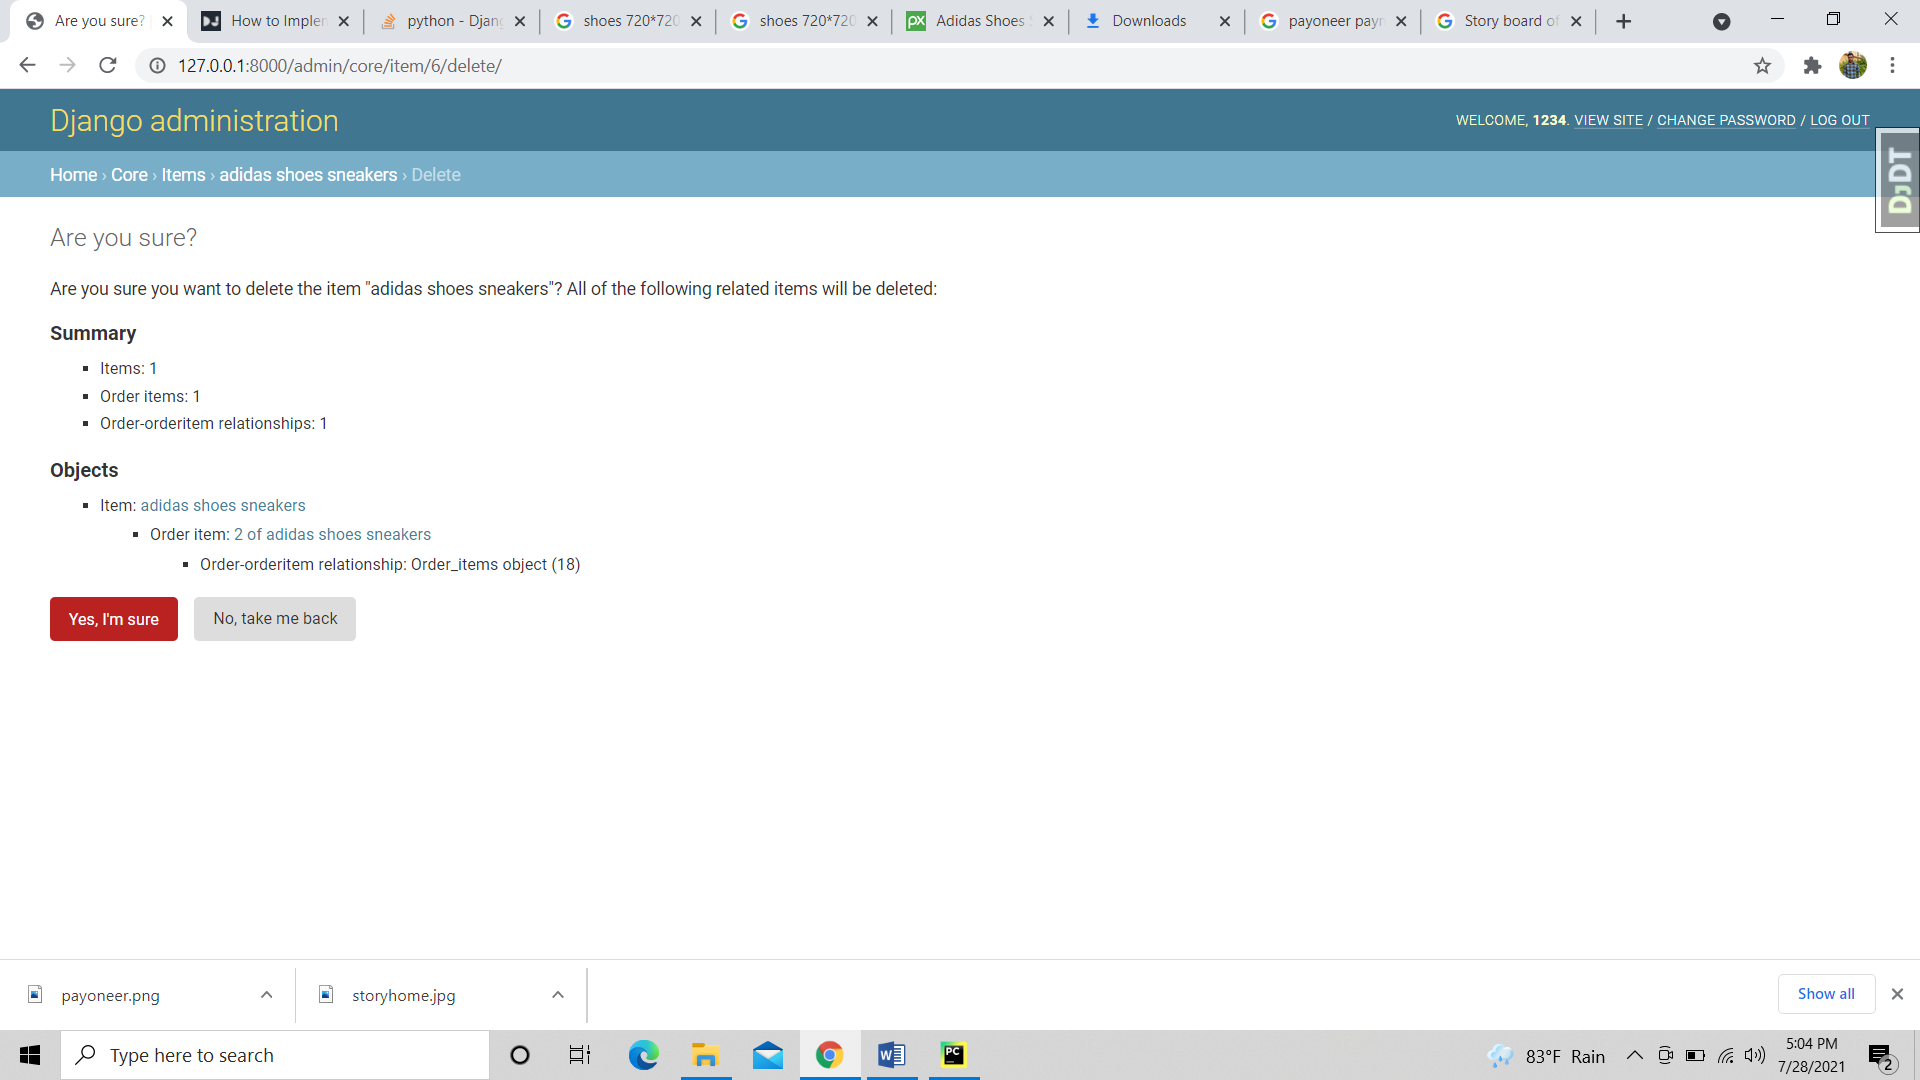 Are you sure?
How to Implen
python - Djang
shoes 720*720
shoes 720*720
Adidas Shoes
Downloads
payoneer payn
Story board of
127.0.0.1:8000/admin/core/item/6/delete/
Django administration
WELCOME, 1234. VIEW SITE / CHANGE PASSWORD / LOG OUT
DJDT
Home › Core › Items › adidas shoes sneakers › Delete
Are you sure?
Are you sure you want to delete the item "adidas shoes sneakers"? All of the following related items will be deleted:
Summary
Items: 1
Order items: 1
Order-orderitem relationships: 1
Objects
Item: adidas shoes sneakers
Order item: 2 of adidas shoes sneakers
Order-orderitem relationship: Order_items object (18)
Yes, I'm sure
No, take me back
payoneer.png
storyhome.jpg
Show all
Type here to search
83°F Rain
5:04 PM
7/28/2021
2